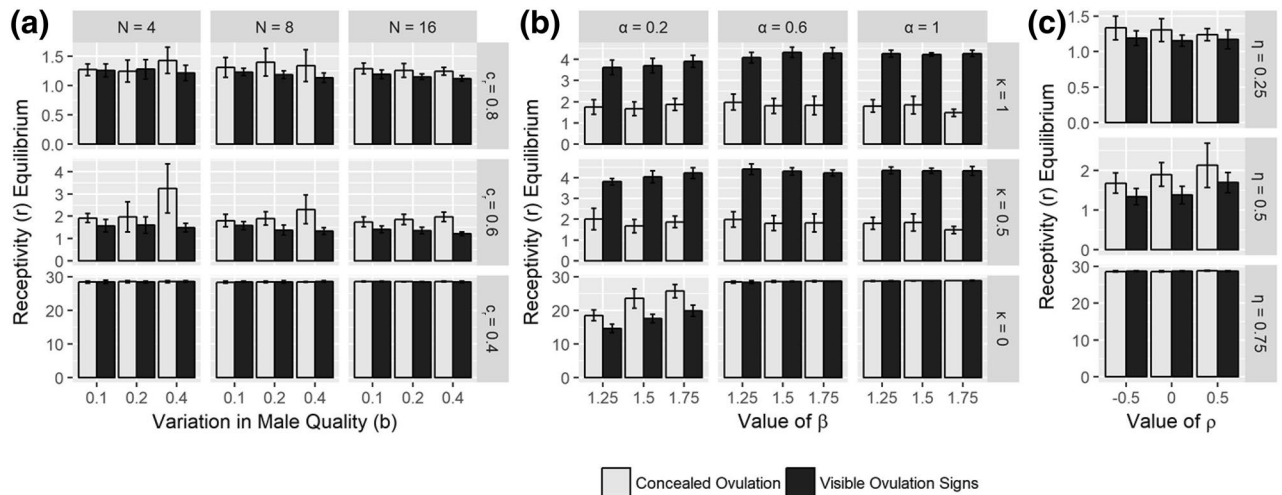 (a)
N = 4 N = 8 N = 16
Receptivity (r) Equilibrium
1.5
1.0
0.5
0.0
cᵣ = 0.8
4
3
2
1
0
cᵣ = 0.6
30
20
10
0
cᵣ = 0.4
0.1 0.2 0.4 0.1 0.2 0.4 0.1 0.2 0.4
Variation in Male Quality (b)
(b)
α = 0.2 α = 0.6 α = 1
Receptivity (r) Equilibrium
4
3
2
1
0
κ = 1
4
3
2
1
0
κ = 0.5
30
20
10
0
κ = 0
1.25 1.5 1.75 1.25 1.5 1.75 1.25 1.5 1.75
Value of β
(c)
Receptivity (r) Equilibrium
1.5
1.0
0.5
0.0
η = 0.25
2
1
0
η = 0.5
30
20
10
0
η = 0.75
-0.5 0 0.5
Value of ρ
Concealed Ovulation Visible Ovulation Signs